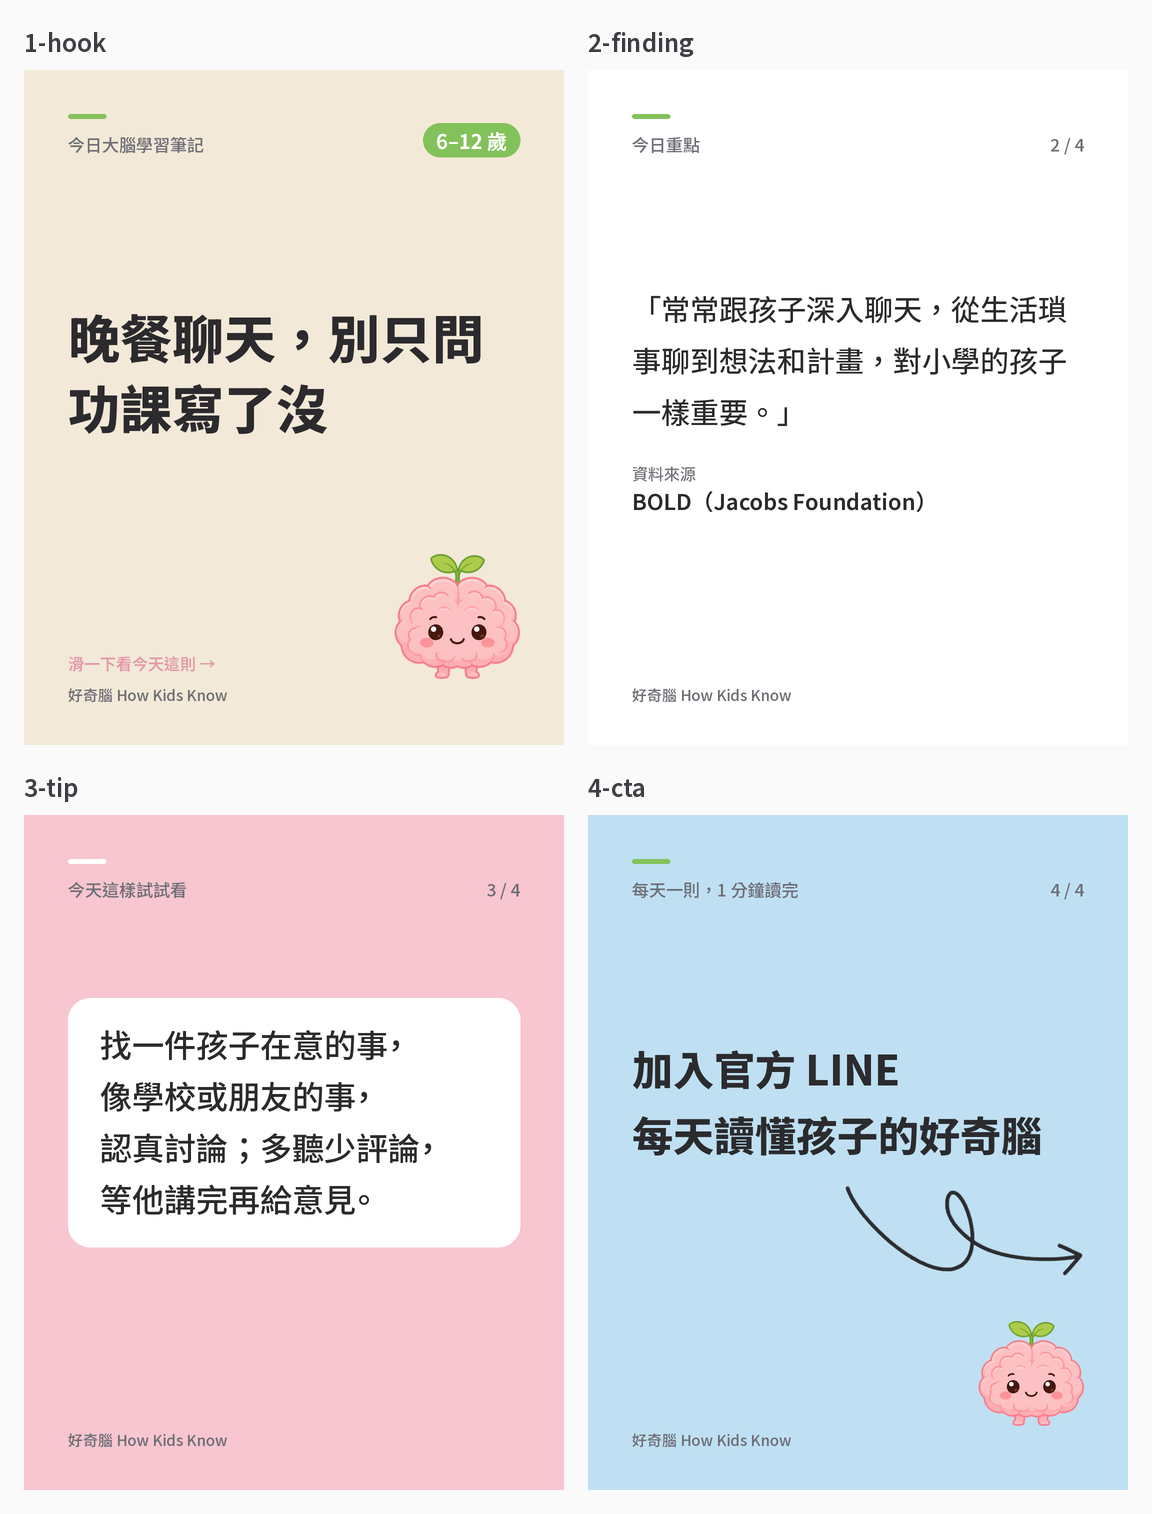 1-hook
今日大腦學習筆記
6–12 歲
晚餐聊天，別只問
功課寫了沒
滑一下看今天這則 →
好奇腦 How Kids Know
2-finding
今日重點
2 / 4
「常常跟孩子深入聊天，從生活瑣
事聊到想法和計畫，對小學的孩子
一樣重要。」
資料來源
BOLD（Jacobs Foundation）
好奇腦 How Kids Know
3-tip
今天這樣試試看
3 / 4
找一件孩子在意的事，
像學校或朋友的事，
認真討論；多聽少評論，
等他講完再給意見。
好奇腦 How Kids Know
4-cta
每天一則，1 分鐘讀完
4 / 4
加入官方 LINE
每天讀懂孩子的好奇腦
好奇腦 How Kids Know